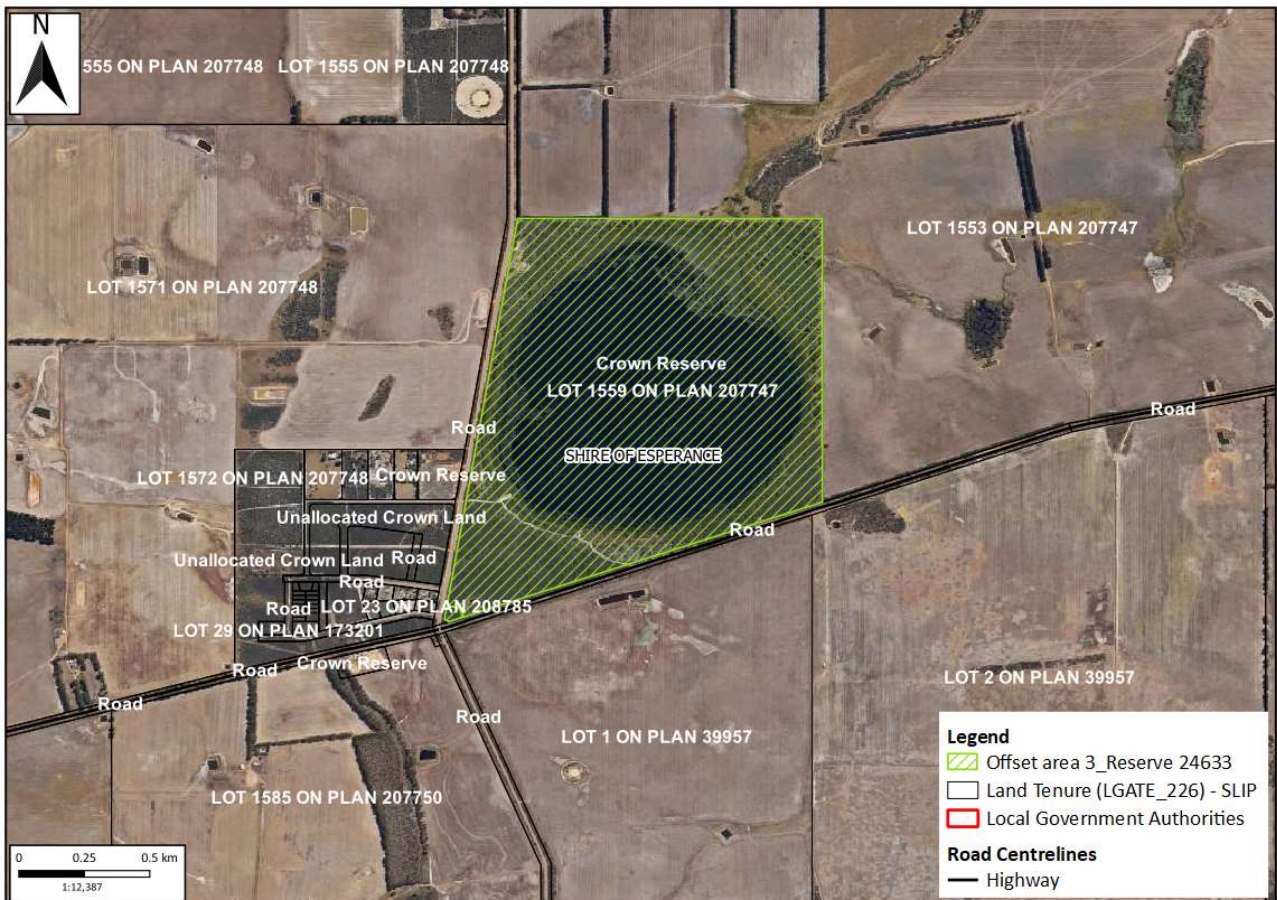 N
555 ON PLAN 207748
LOT 1555 ON PLAN 207748
LOT 1553 ON PLAN 207747
LOT 1571 ON PLAN 207748
Crown Reserve
LOT 1559 ON PLAN 207747
Road
Road
SHIRE OF ESPERANCE
LOT 1572 ON PLAN 207748
Crown Reserve
Unallocated Crown Land
Road
Unallocated Crown Land
Road
Road
Road
LOT 23 ON PLAN 208785
LOT 29 ON PLAN 173201
Crown Reserve
Road
LOT 2 ON PLAN 39957
Road
Road
LOT 1 ON PLAN 39957
LOT 1585 ON PLAN 207750
Legend
Offset area 3_Reserve 24633
Land Tenure (LGATE_226) - SLIP
Local Government Authorities
Road Centrelines
Highway
0 0.25 0.5 km
1:12,387